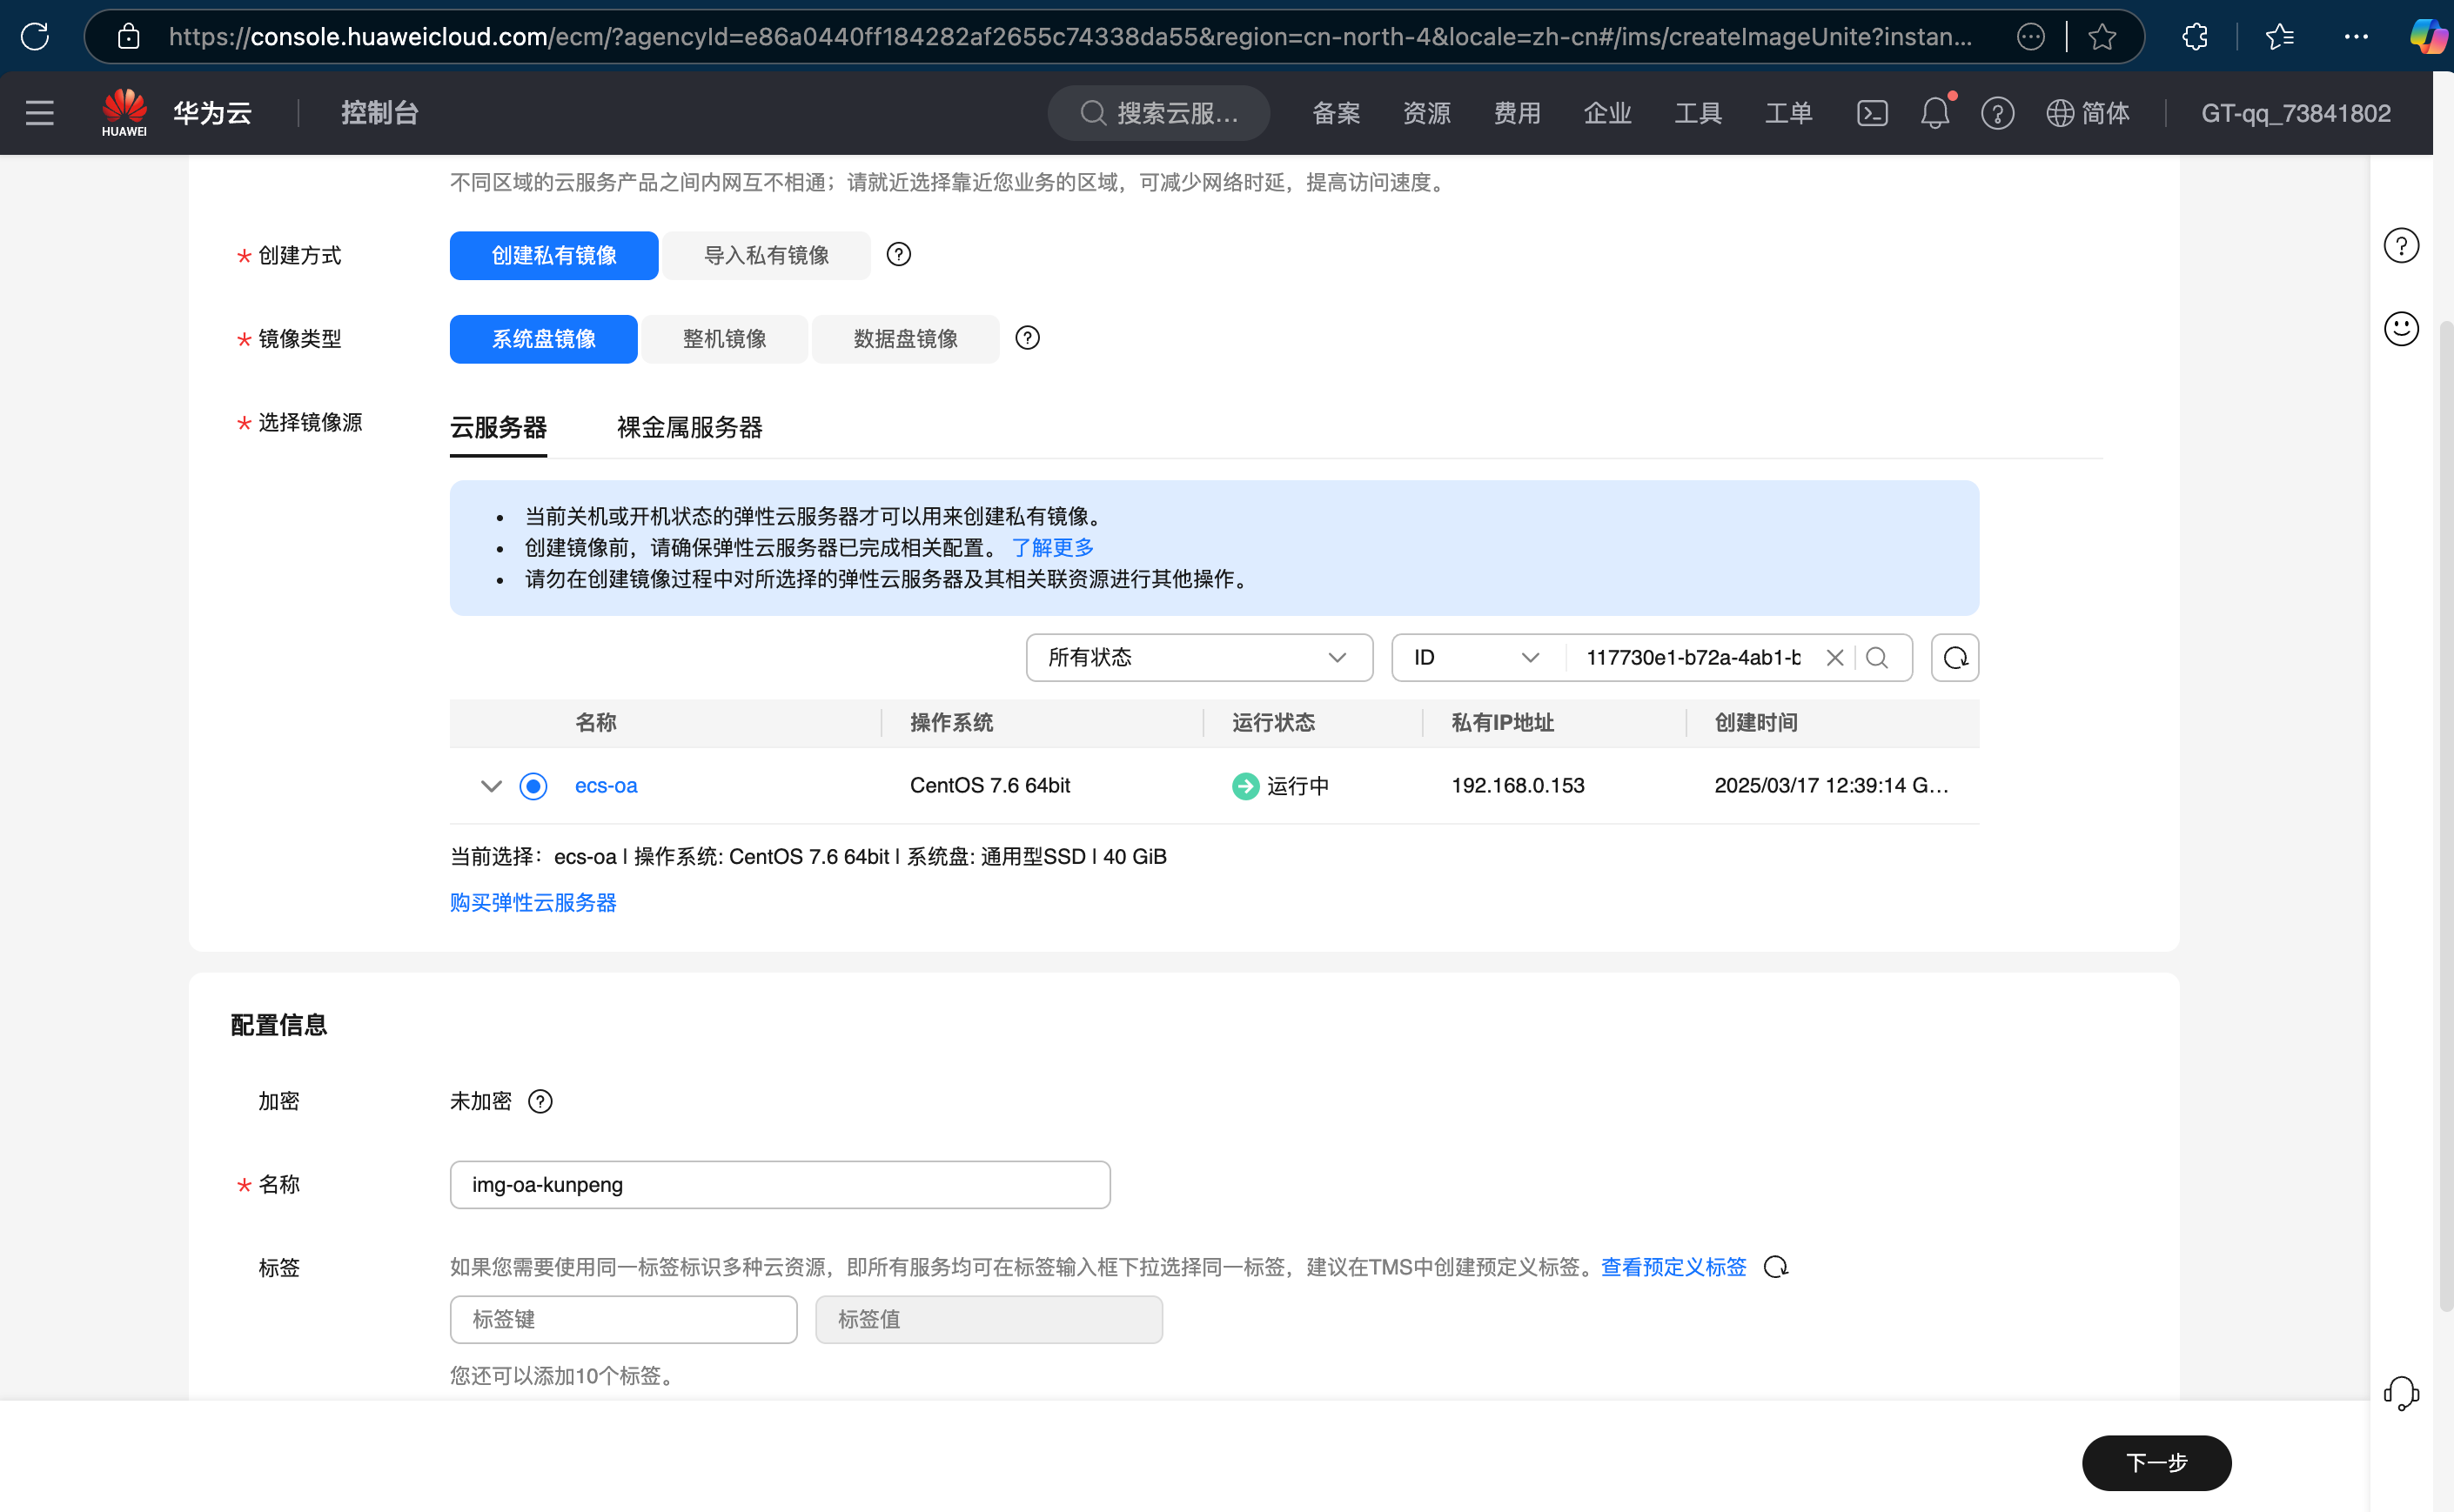 https://console.huaweicloud.com/ecm/?agencyId=e86a0440ff184282af2655c74338da55&region=cn-north-4&locale=zh-cn#/ims/createImageUnite?instan...
HUAWEI
华为云
控制台
搜索云服...
备案
资源
费用
企业
工具
工单
简体
GT-qq_73841802
不同区域的云服务产品之间内网互不相通；请就近选择靠近您业务的区域，可减少网络时延，提高访问速度。
* 创建方式
创建私有镜像
导入私有镜像
* 镜像类型
系统盘镜像
整机镜像
数据盘镜像
* 选择镜像源
云服务器
裸金属服务器
• 当前关机或开机状态的弹性云服务器才可以用来创建私有镜像。
• 创建镜像前，请确保弹性云服务器已完成相关配置。 了解更多
• 请勿在创建镜像过程中对所选择的弹性云服务器及其相关联资源进行其他操作。
所有状态
ID
117730e1-b72a-4ab1-b
名称
操作系统
运行状态
私有IP地址
创建时间
ecs-oa
CentOS 7.6 64bit
运行中
192.168.0.153
2025/03/17 12:39:14 G...
当前选择：ecs-oa | 操作系统: CentOS 7.6 64bit | 系统盘: 通用型SSD | 40 GiB
购买弹性云服务器
配置信息
加密
未加密
* 名称
img-oa-kunpeng
标签
如果您需要使用同一标签标识多种云资源，即所有服务均可在标签输入框下拉选择同一标签，建议在TMS中创建预定义标签。查看预定义标签
标签键
标签值
您还可以添加10个标签。
下一步